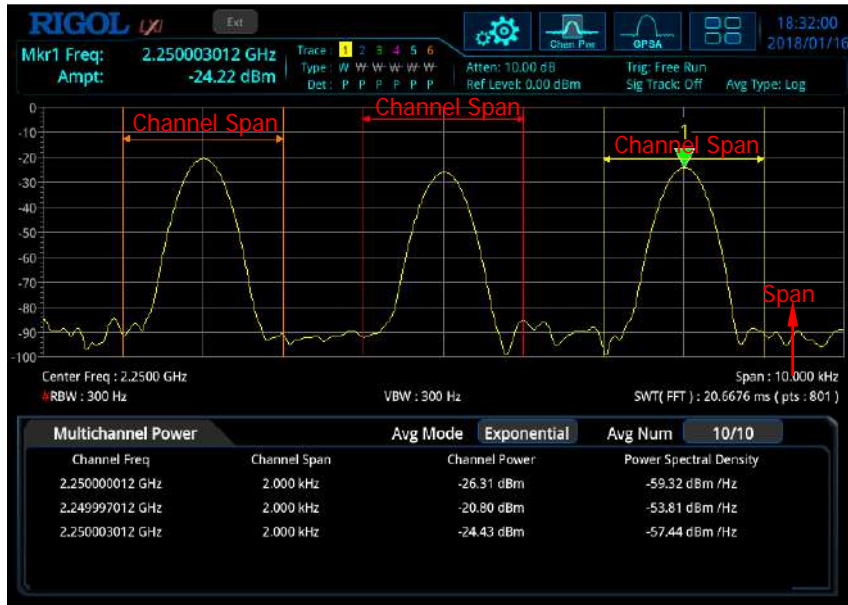 RIGOL LXI Ext 18:32:00
Chan Pwr GPSA 2018/01/16
Mkr1 Freq: 2.250003012 GHz
Ampt: -24.22 dBm
Trace: 1 2 3 4 5 6
Type: W W W W W W
Det: P P P P P P
Atten: 10.00 dB
Ref Level: 0.00 dBm
Trig: Free Run
Sig Track: Off Avg Type: Log
0
-10
-20
-30
-40
-50
-60
-70
-80
-90
-100
Channel Span
Channel Span
Channel Span
1
Span
Center Freq : 2.2500 GHz Span : 10.000 kHz
#RBW : 300 Hz VBW : 300 Hz SWT( FFT ) : 20.6676 ms ( pts : 801 )
Multichannel Power Avg Mode Exponential Avg Num 10/10
Channel Freq Channel Span Channel Power Power Spectral Density
2.250000012 GHz 2.000 kHz -26.31 dBm -59.32 dBm /Hz
2.249997012 GHz 2.000 kHz -20.80 dBm -53.81 dBm /Hz
2.250003012 GHz 2.000 kHz -24.43 dBm -57.44 dBm /Hz